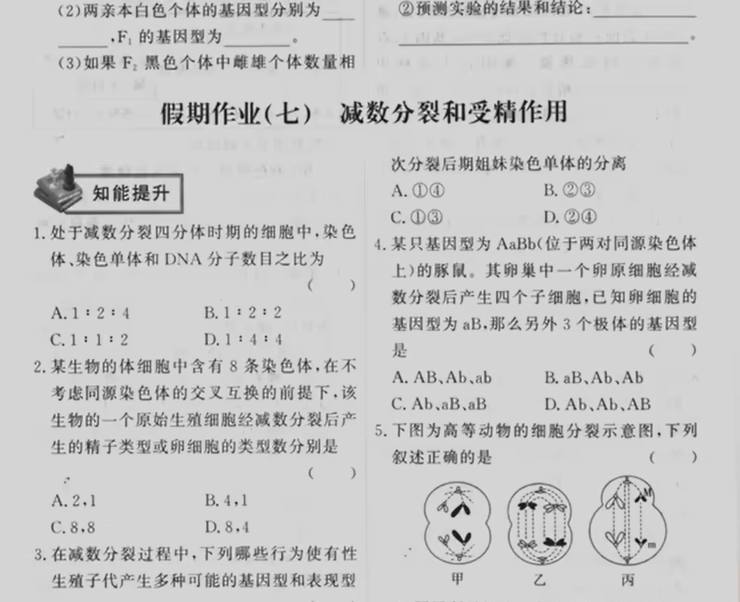 (2)两亲本白色个体的基因型分别为____
______,F₁ 的基因型为________。
(3)如果 F₂ 黑色个体中雌雄个体数量相
②预测实验的结果和结论:____________
________________________。
假期作业(七) 减数分裂和受精作用
知能提升
1.处于减数分裂四分体时期的细胞中,染色
体、染色单体和 DNA 分子数目之比为
( )
A.1∶2∶4 B.1∶2∶2
C.1∶1∶2 D.1∶4∶4
2.某生物的体细胞中含有 8 条染色体,在不
考虑同源染色体的交叉互换的前提下,该
生物的一个原始生殖细胞经减数分裂后产
生的精子类型或卵细胞的类型数分别是
( )
A.2,1 B.4,1
C.8,8 D.8,4
3.在减数分裂过程中,下列哪些行为使有性
生殖子代产生多种可能的基因型和表现型
次分裂后期姐妹染色单体的分离
A.①④ B.②③
C.①③ D.②④
4.某只基因型为 AaBb(位于两对同源染色体
上)的豚鼠。其卵巢中一个卵原细胞经减
数分裂后产生四个子细胞,已知卵细胞的
基因型为 aB,那么另外 3 个极体的基因型
是 ( )
A. AB、Ab、ab B. aB、Ab、Ab
C. Ab、aB、aB D. Ab、Ab、AB
5.下图为高等动物的细胞分裂示意图,下列
叙述正确的是 ( )
M
m
甲 乙 丙